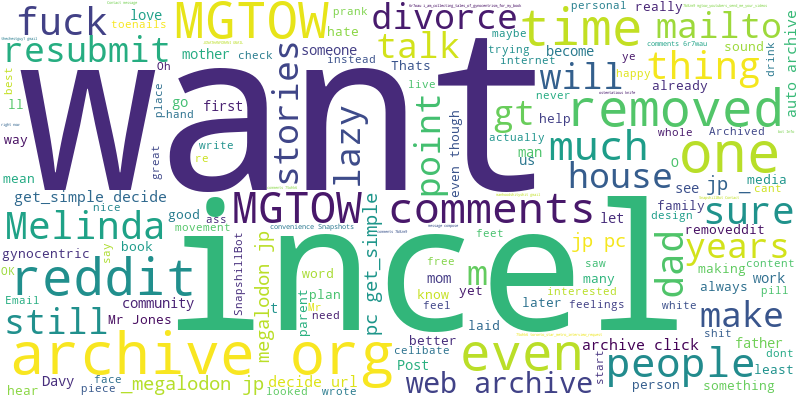 want
incel
MGTOW
fuck
resubmit
divorce
time
mailto
talk
stories
lazy
point
will
thing
gt
removed
one
much
house
sure
years
MGTOW comments
Melinda
reddit
still
archive org
even
people
make
dad
web archive
archive click
megalodon jp
_megalodon jp
pc get_simple
get_simple decide
decide url
jp pc
jp _
toenails
love
mother
check
Oh
go
first
place
hand
way
mean
ll
best
great
write
re
prank
hate
someone
instead
Thats
live
personal
really
maybe
trying
internet
become
ye
comments 6r7mau
sound
happy
already
drink
auto archive
never
actually
help
man
us
even though
whole
Archived
cant
see
media
family
removeddit
design
let
making
content
always
work
pill
nice
good
ass
book
movement
gynocentric
say
OK
Email
Mr Jones
community
SnapshillBot
convenience Snapshots
feet
free
mom
yet
know
feel
word
plan
Mr
need
parent
t
m
saw
many
interested
later
feelings
white
shit
father
dont
least
something
person
start
better
celibate
Post
laid
looked
wrote
hear
Davy
face
piece